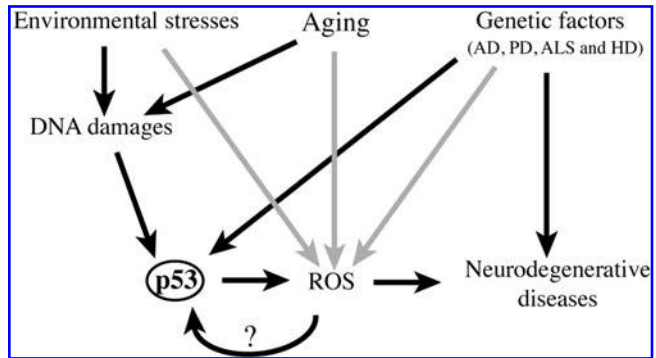 Environmental stresses
Aging
Genetic factors
(AD, PD, ALS and HD)
DNA damages
p53
ROS
Neurodegenerative
diseases
?